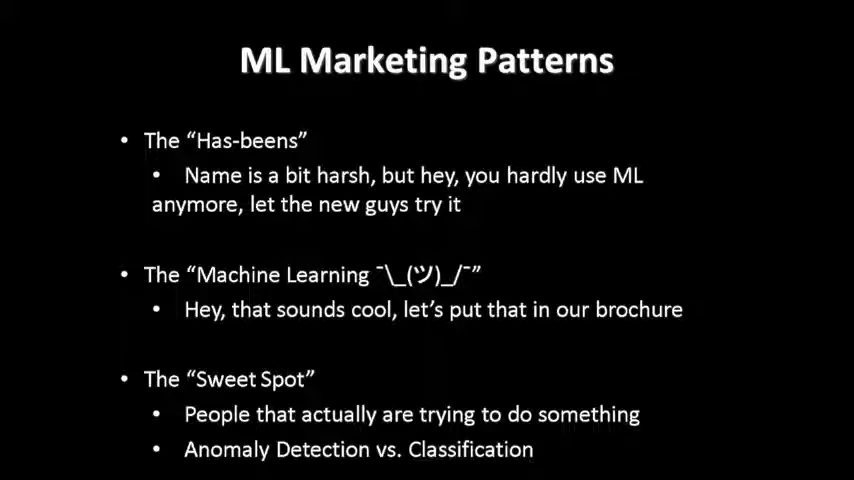 ML Marketing Patterns
• The “Has-beens”
• Name is a bit harsh, but hey, you hardly use ML
anymore, let the new guys try it
• The “Machine Learning ¯\_(ツ)_/¯”
• Hey, that sounds cool, let’s put that in our brochure
• The “Sweet Spot”
• People that actually are trying to do something
• Anomaly Detection vs. Classification